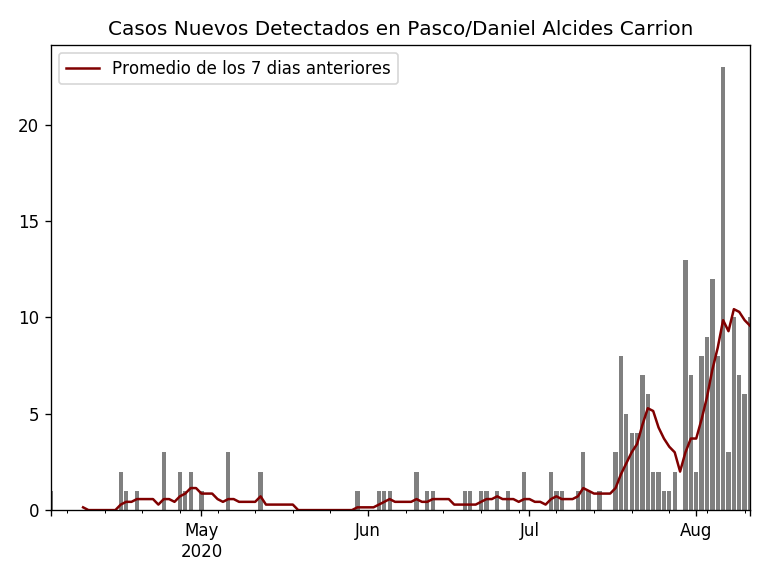 Casos Nuevos Detectados en Pasco/Daniel Alcides Carrion
Promedio de los 7 dias anteriores
20
15
10
5
0
May
2020
Jun
Jul
Aug